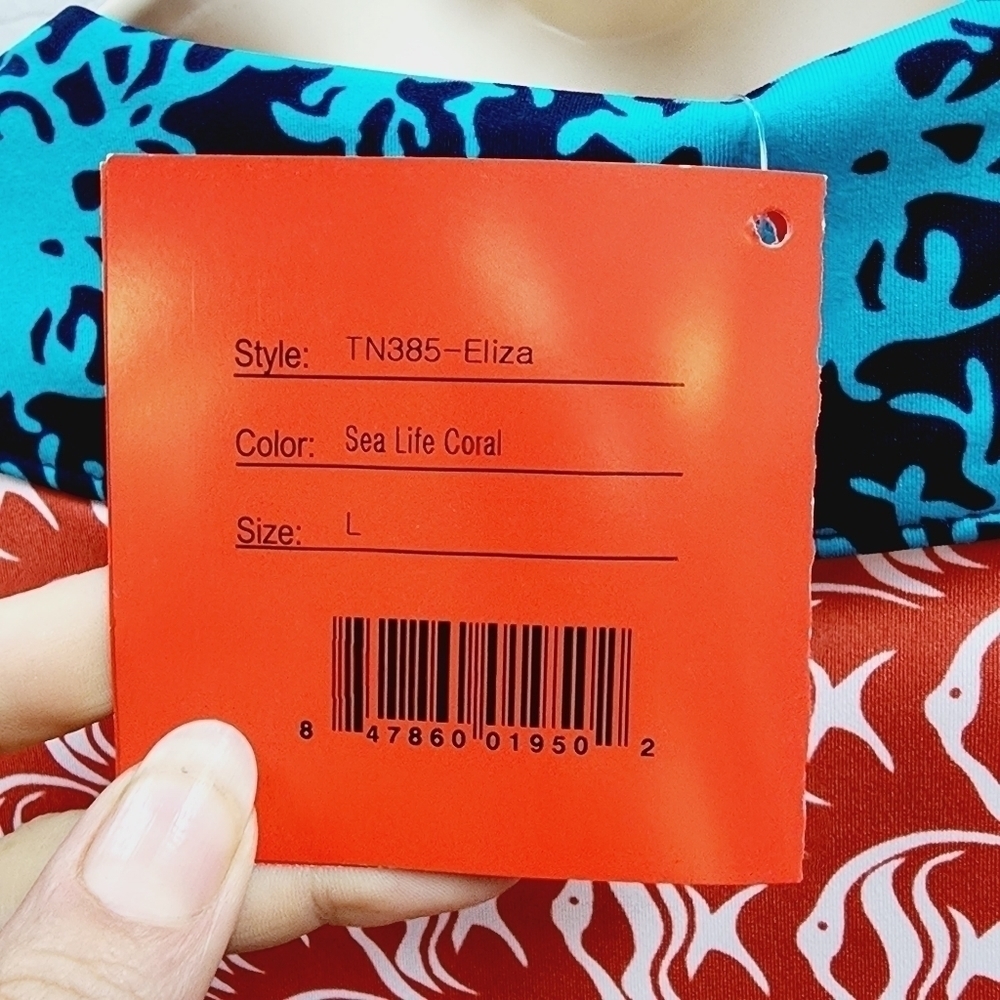 Style: TN385-Eliza
Color: Sea Life Coral
Size: L
8 47860 01950 2